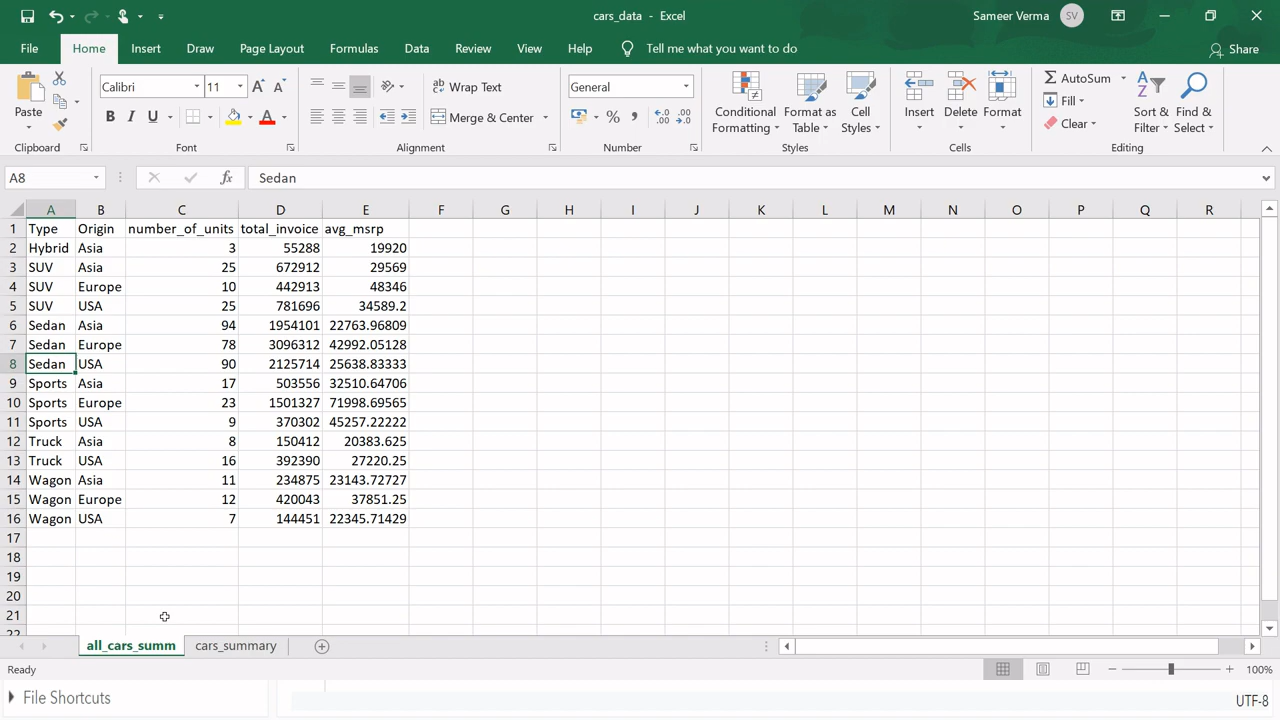 cars_data - Excel
Sameer Verma SV
File Home Insert Draw Page Layout Formulas Data Review View Help Tell me what you want to do Share
Paste
Clipboard
Calibri 11
B I U
Font
Wrap Text
Merge & Center
Alignment
General
Number
Conditional Formatting
Format as Table
Cell Styles
Styles
Insert Delete Format
Cells
AutoSum
Fill
Clear
Sort & Filter
Find & Select
Editing
A8 fx Sedan
A B C D E F G H I J K L M N O P Q R
1 Type Origin number_of_units total_invoice avg_msrp
2 Hybrid Asia 3 55288 19920
3 SUV Asia 25 672912 29569
4 SUV Europe 10 442913 48346
5 SUV USA 25 781696 34589.2
6 Sedan Asia 94 1954101 22763.96809
7 Sedan Europe 78 3096312 42992.05128
8 Sedan USA 90 2125714 25638.83333
9 Sports Asia 17 503556 32510.64706
10 Sports Europe 23 1501327 71998.69565
11 Sports USA 9 370302 45257.22222
12 Truck Asia 8 150412 20383.625
13 Truck USA 16 392390 27220.25
14 Wagon Asia 11 234875 23143.72727
15 Wagon Europe 12 420043 37851.25
16 Wagon USA 7 144451 22345.71429
17
18
19
20
21
22
all_cars_summ cars_summary
Ready 100%
File Shortcuts UTF-8